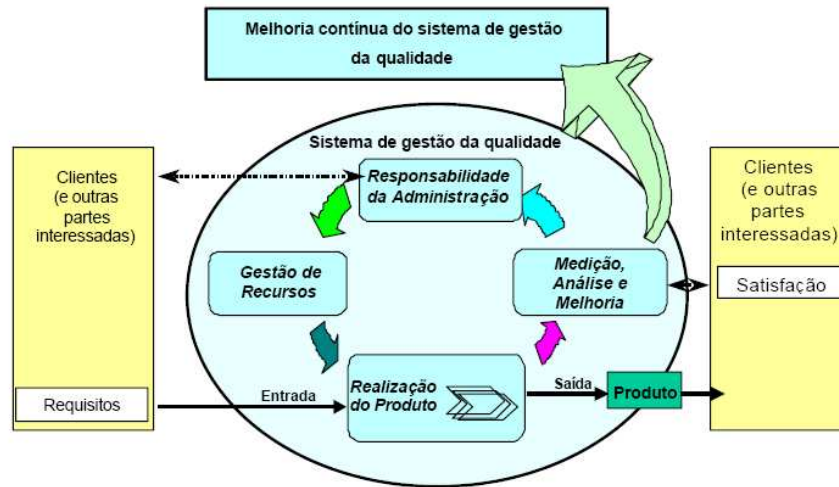 Melhoria contínua do sistema de gestão
da qualidade
Sistema de gestão da qualidade
Clientes
(e outras
partes
interessadas)
Responsabilidade
da Administração
Clientes
(e outras
partes
interessadas)
Gestão de
Recursos
Medição,
Análise e
Melhoria
Satisfação
Requisitos
Entrada
Realização
do Produto
Saída
Produto